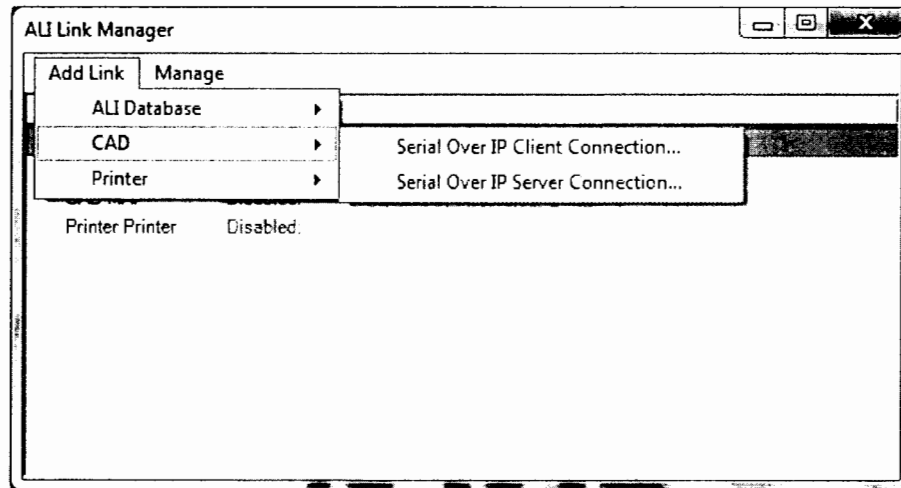 ALI Link Manager
Add Link Manage
ALI Database
CAD
Serial Over IP Client Connection...
Printer
Serial Over IP Server Connection...
Printer Printer Disabled.